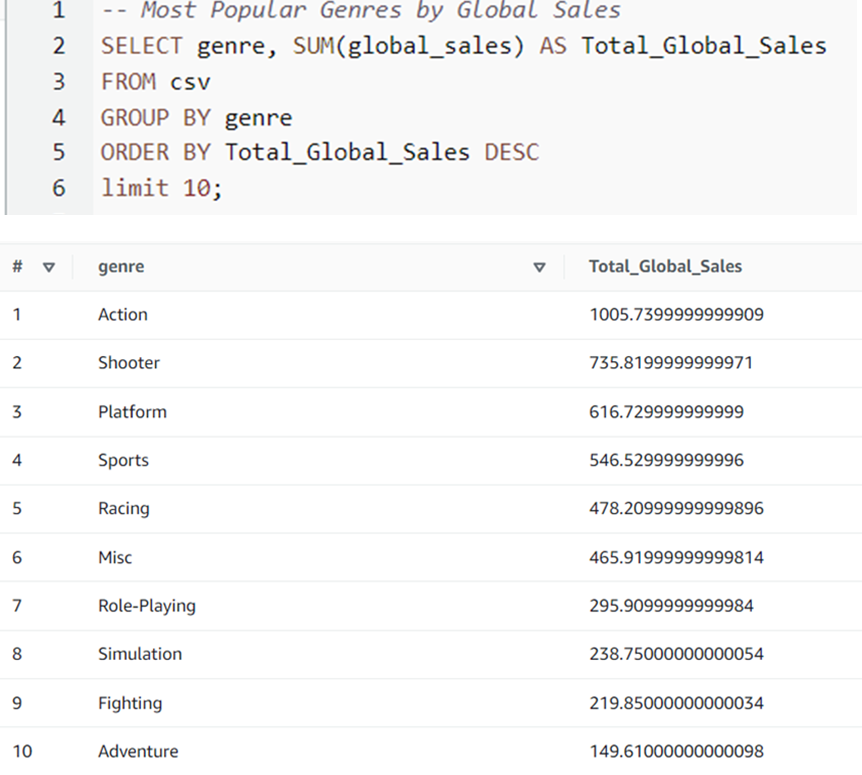 1 -- Most Popular Genres by Global Sales
2 SELECT genre, SUM(global_sales) AS Total_Global_Sales
3 FROM csv
4 GROUP BY genre
5 ORDER BY Total_Global_Sales DESC
6 limit 10;
# genre Total_Global_Sales
1 Action 1005.7399999999909
2 Shooter 735.8199999999971
3 Platform 616.729999999999
4 Sports 546.529999999996
5 Racing 478.20999999999896
6 Misc 465.91999999999814
7 Role-Playing 295.9099999999984
8 Simulation 238.75000000000054
9 Fighting 219.85000000000034
10 Adventure 149.61000000000098